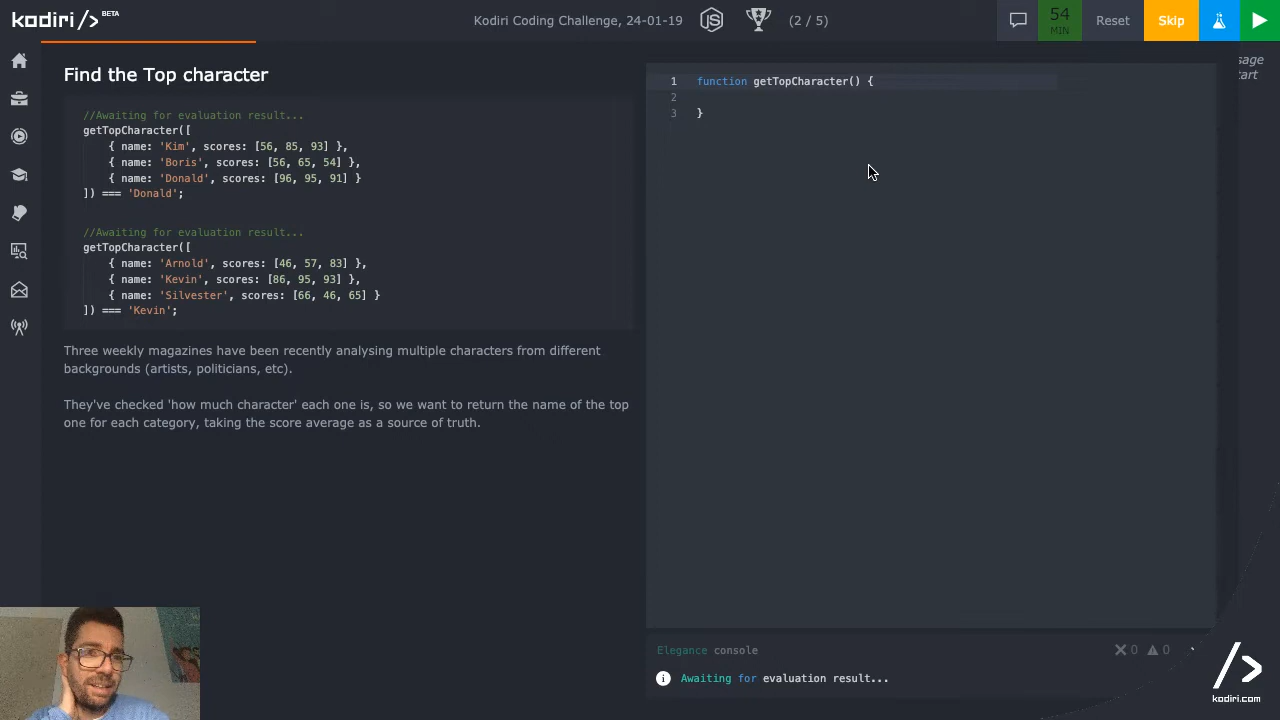 kodiri /> BETA
Kodiri Coding Challenge, 24-01-19
JS
(2 / 5)
54
MIN
Reset
Skip
Find the Top character
//Awaiting for evaluation result...
getTopCharacter([
{ name: 'Kim', scores: [56, 85, 93] },
{ name: 'Boris', scores: [56, 65, 54] },
{ name: 'Donald', scores: [96, 95, 91] }
]) === 'Donald';
//Awaiting for evaluation result...
getTopCharacter([
{ name: 'Arnold', scores: [46, 57, 83] },
{ name: 'Kevin', scores: [86, 95, 93] },
{ name: 'Silvester', scores: [66, 46, 65] }
]) === 'Kevin';
Three weekly magazines have been recently analysing multiple characters from different
backgrounds (artists, politicians, etc).
They've checked 'how much character' each one is, so we want to return the name of the top
one for each category, taking the score average as a source of truth.
1 function getTopCharacter() {
2
3 }
sage
tart
Elegance console
0 0
Awaiting for evaluation result...
/>
kodiri.com